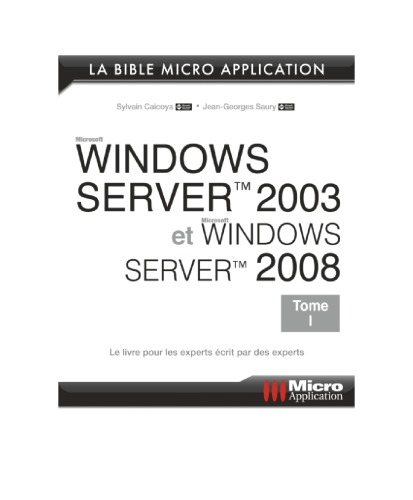 LA BIBLE MICRO APPLICATION
Sylvain Caicoya • Jean-Georges Saury
Microsoft
WINDOWS
SERVER™ 2003
Microsoft
et WINDOWS
SERVER™ 2008
Tome
I
Le livre pour les experts écrit par des experts
Micro
Application